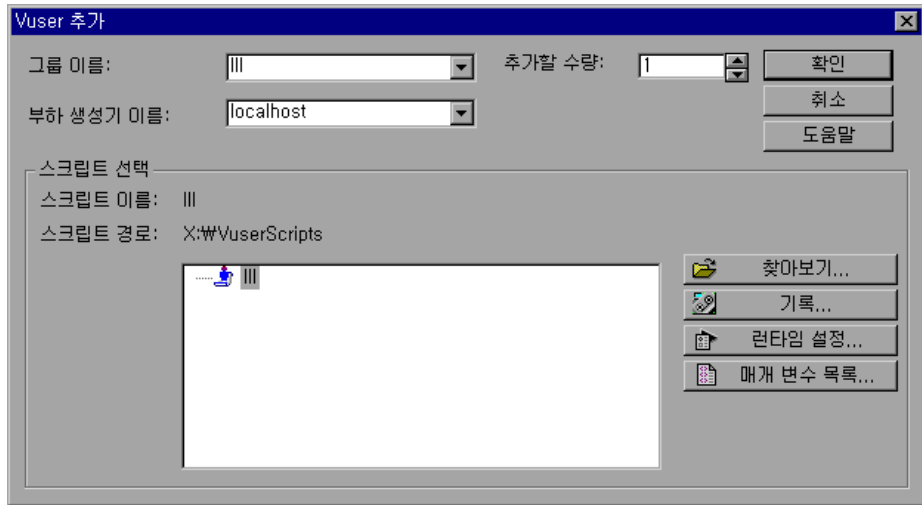 Vuser 추가
그룹 이름: lll
추가할 수량: 1
확인
부하 생성기 이름: localhost
취소
도움말
스크립트 선택
스크립트 이름: lll
스크립트 경로: X:₩VuserScripts
lll
찾아보기...
기록...
런타임 설정...
매개 변수 목록...